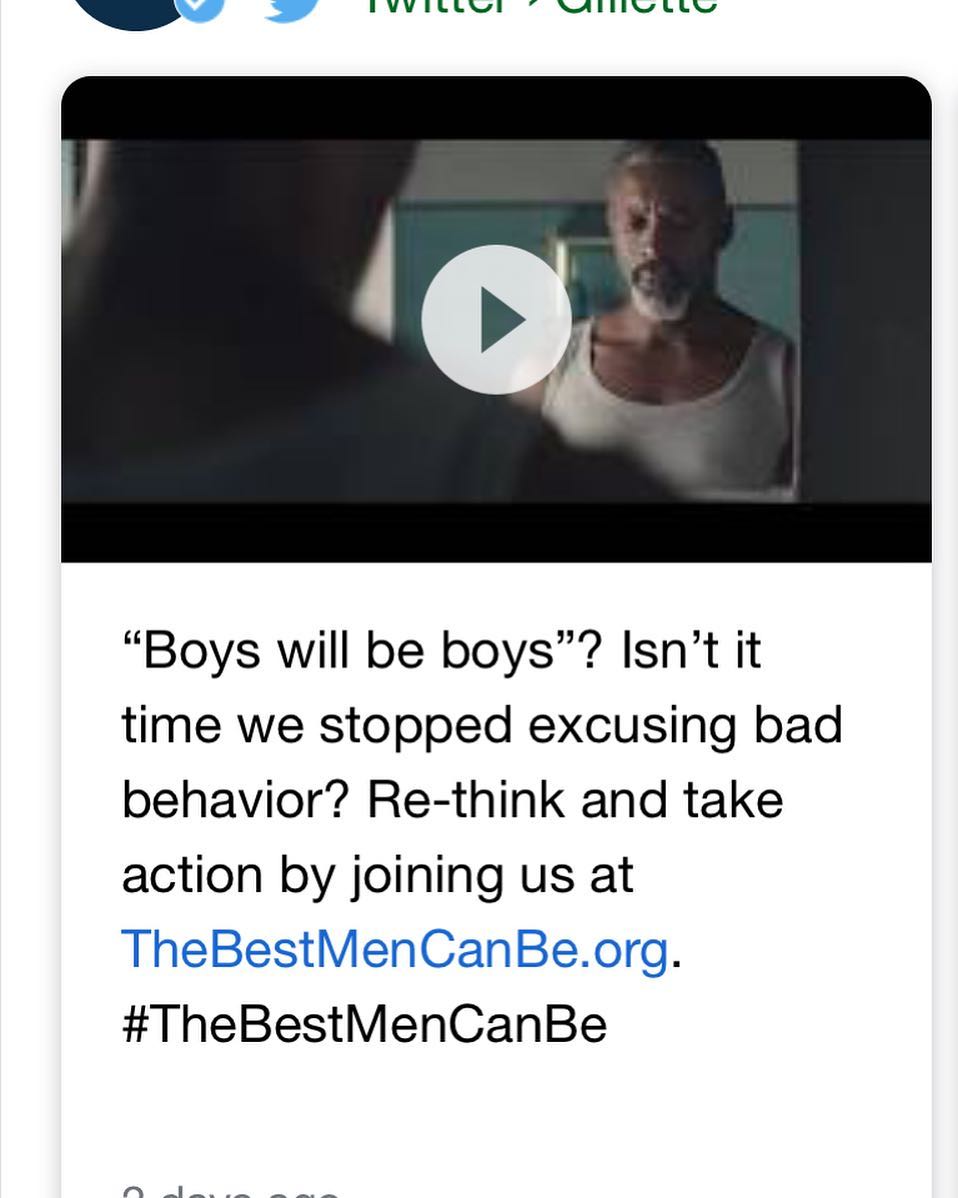 Twitter › Gillette
“Boys will be boys”? Isn’t it
time we stopped excusing bad
behavior? Re-think and take
action by joining us at
TheBestMenCanBe.org.
#TheBestMenCanBe
days ago